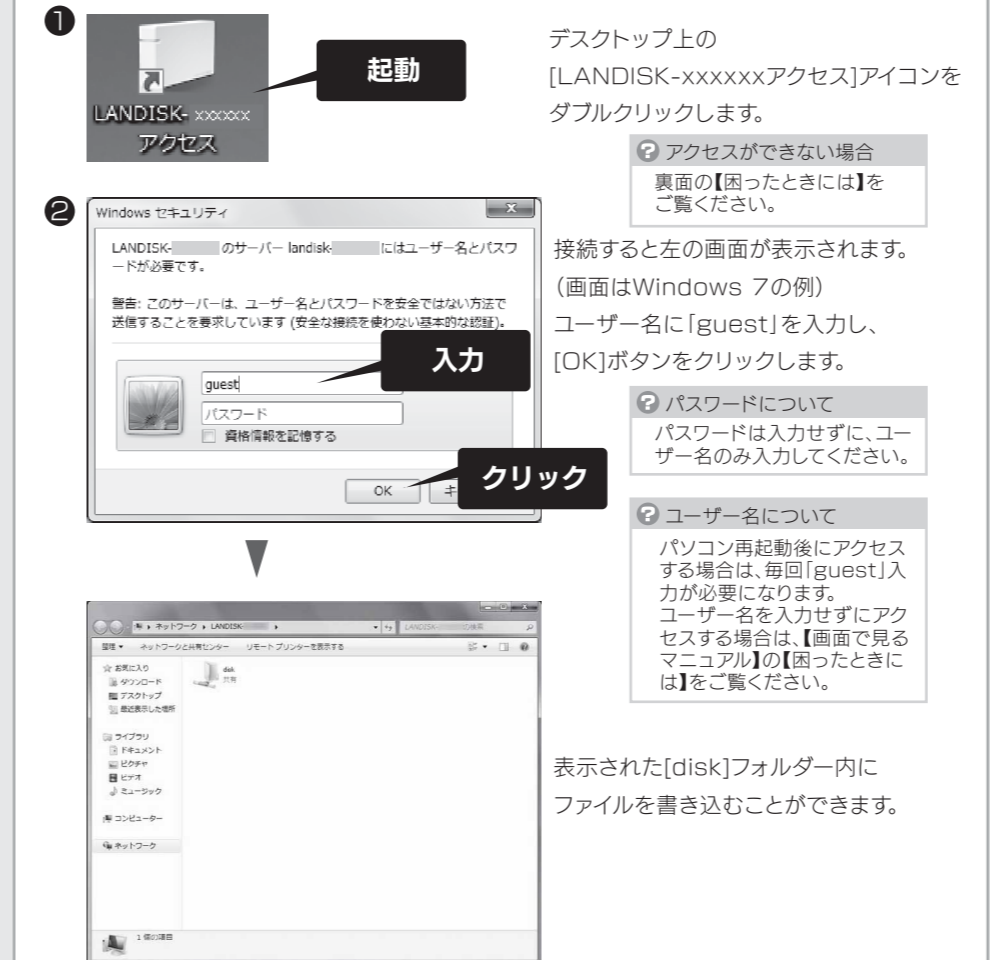 ❶
LANDISK- xxxxxx
アクセス
起動
デスクトップ上の
[LANDISK-xxxxxxアクセス]アイコンを
ダブルクリックします。
? アクセスができない場合
裏面の【困ったときには】を
ご覧ください。
❷
Windows セキュリティ
LANDISK- のサーバー landisk- にはユーザー名とパスワ
ードが必要です。
警告: このサーバーは、ユーザー名とパスワードを安全ではない方法で
送信することを要求しています (安全な接続を使わない基本的な認証)。
guest
入力
パスワード
資格情報を記憶する
OK
キ
クリック
接続すると左の画面が表示されます。
(画面はWindows 7の例)
ユーザー名に「guest」を入力し、
[OK]ボタンをクリックします。
? パスワードについて
パスワードは入力せずに、ユー
ザー名のみ入力してください。
? ユーザー名について
パソコン再起動後にアクセス
する場合は、毎回「guest」入
力が必要になります。
ユーザー名を入力せずにアク
セスする場合は、【画面で見る
マニュアル】の【困ったときに
は】をご覧ください。
ネットワーク ▸ LANDISK-
整理 ▼ ネットワークと共有センター リモート プリンターを表示する
お気に入り
ダウンロード
デスクトップ
最近表示した場所
ライブラリ
ドキュメント
ピクチャ
ビデオ
ミュージック
コンピューター
ネットワーク
disk
共有
1 個の項目
表示された[disk]フォルダー内に
ファイルを書き込むことができます。